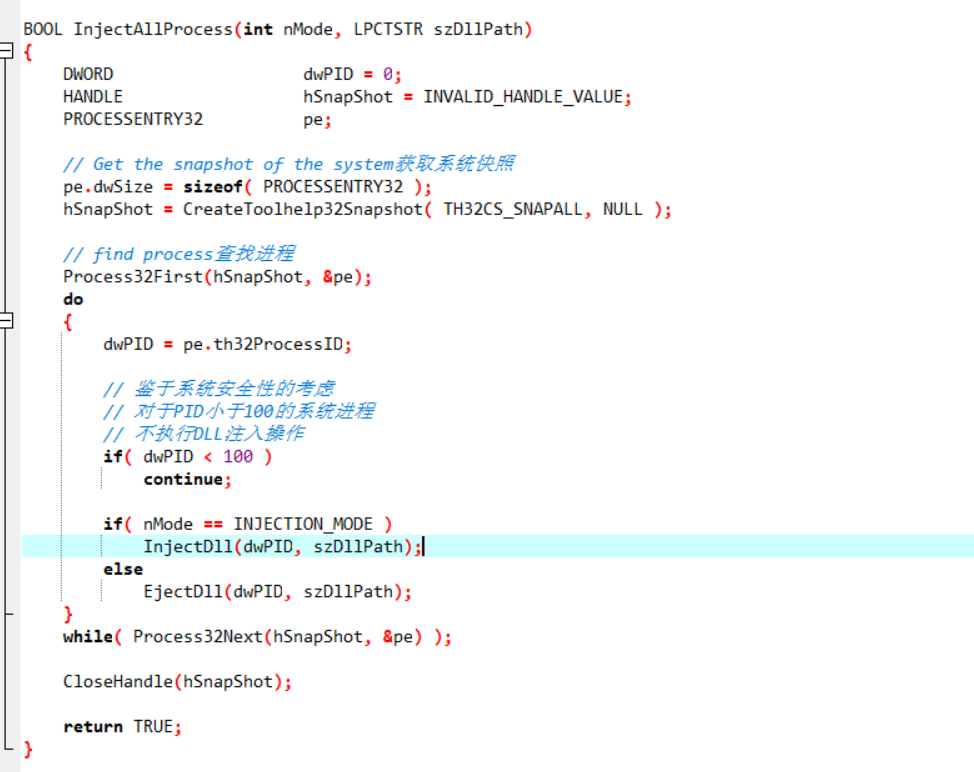 BOOL InjectAllProcess(int nMode, LPCTSTR szDllPath)
{
DWORD dwPID = 0;
HANDLE hSnapShot = INVALID_HANDLE_VALUE;
PROCESSENTRY32 pe;
// Get the snapshot of the system获取系统快照
pe.dwSize = sizeof( PROCESSENTRY32 );
hSnapShot = CreateToolhelp32Snapshot( TH32CS_SNAPALL, NULL );
// find process查找进程
Process32First(hSnapShot, &pe);
do
{
dwPID = pe.th32ProcessID;
// 鉴于系统安全性的考虑
// 对于PID小于100的系统进程
// 不执行DLL注入操作
if( dwPID < 100 )
continue;
if( nMode == INJECTION_MODE )
InjectDll(dwPID, szDllPath);
else
EjectDll(dwPID, szDllPath);
}
while( Process32Next(hSnapShot, &pe) );
CloseHandle(hSnapShot);
return TRUE;
}